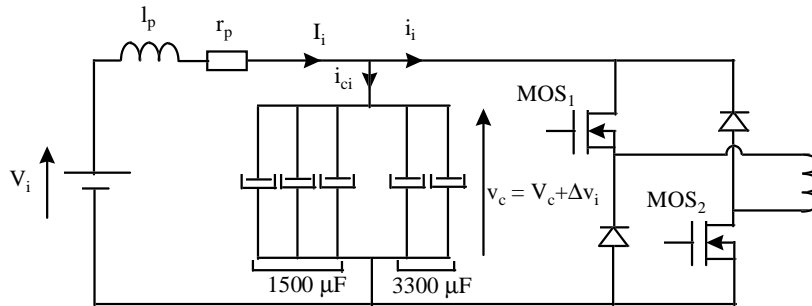 l_p r_p I_i i_i
i_ci
MOS_1
V_i
v_c = V_c+Δv_i
MOS_2
1500 μF 3300 μF